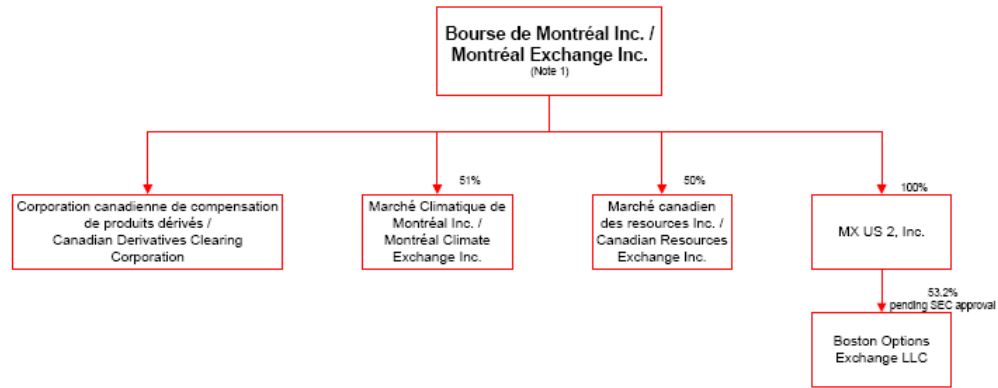 Bourse de Montréal Inc. /
Montréal Exchange Inc.
(Note 1)
51%
50%
100%
Corporation canadienne de compensation
de produits dérivés /
Canadian Derivatives Clearing
Corporation
Marché Climatique de
Montréal Inc. /
Montréal Climate
Exchange Inc.
Marché canadien
des resources Inc. /
Canadian Resources
Exchange Inc.
MX US 2, Inc.
53.2%
pending SEC approval
Boston Options
Exchange LLC